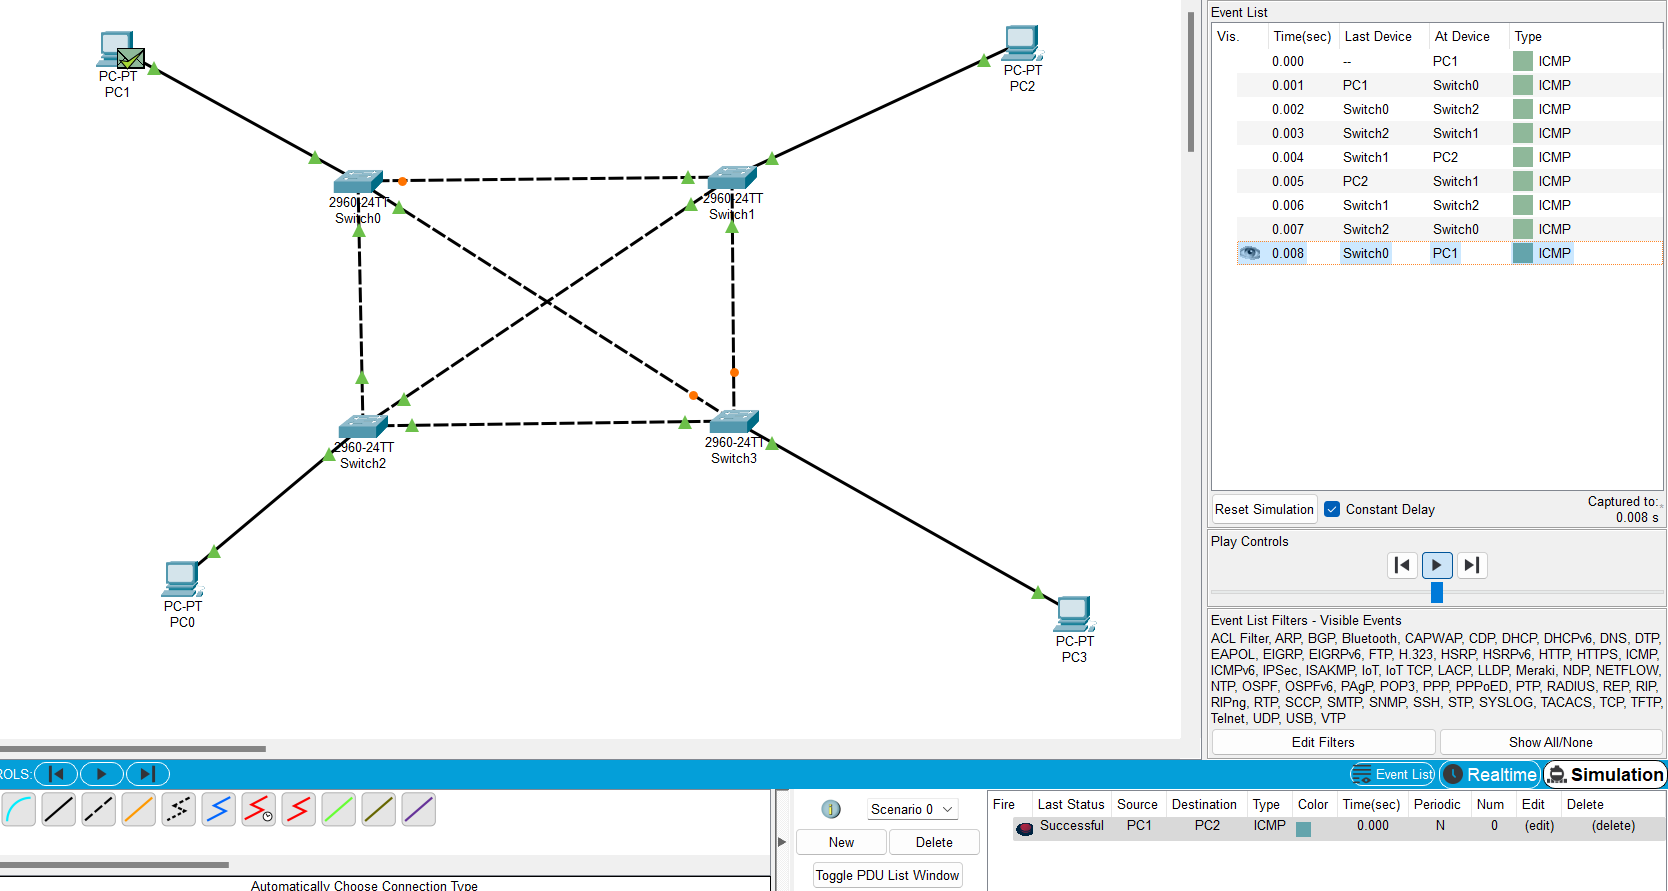 PC-PT
PC1
PC-PT
PC2
2960-24TT
Switch0
2960-24TT
Switch1
2960-24TT
Switch2
2960-24TT
Switch3
PC-PT
PC0
PC-PT
PC3
Event List
Vis. Time(sec) Last Device At Device Type
0.000 -- PC1 ICMP
0.001 PC1 Switch0 ICMP
0.002 Switch0 Switch2 ICMP
0.003 Switch2 Switch1 ICMP
0.004 Switch1 PC2 ICMP
0.005 PC2 Switch1 ICMP
0.006 Switch1 Switch2 ICMP
0.007 Switch2 Switch0 ICMP
0.008 Switch0 PC1 ICMP
Reset Simulation Constant Delay Captured to:
0.008 s
Play Controls
Event List Filters - Visible Events
ACL Filter, ARP, BGP, Bluetooth, CAPWAP, CDP, DHCP, DHCPv6, DNS, DTP,
EAPOL, EIGRP, EIGRPv6, FTP, H.323, HSRP, HSRPv6, HTTP, HTTPS, ICMP,
ICMPv6, IPSec, ISAKMP, IoT, IoT TCP, LACP, LLDP, Meraki, NDP, NETFLOW,
NTP, OSPF, OSPFv6, PAgP, POP3, PPP, PPPoED, PTP, RADIUS, REP, RIP,
RIPng, RTP, SCCP, SMTP, SNMP, SSH, STP, SYSLOG, TACACS, TCP, TFTP,
Telnet, UDP, USB, VTP
Edit Filters Show All/None
ROLS: Event List Realtime Simulation
Scenario 0
New Delete
Toggle PDU List Window
Fire Last Status Source Destination Type Color Time(sec) Periodic Num Edit Delete
Successful PC1 PC2 ICMP 0.000 N 0 (edit) (delete)
Automatically Choose Connection Type